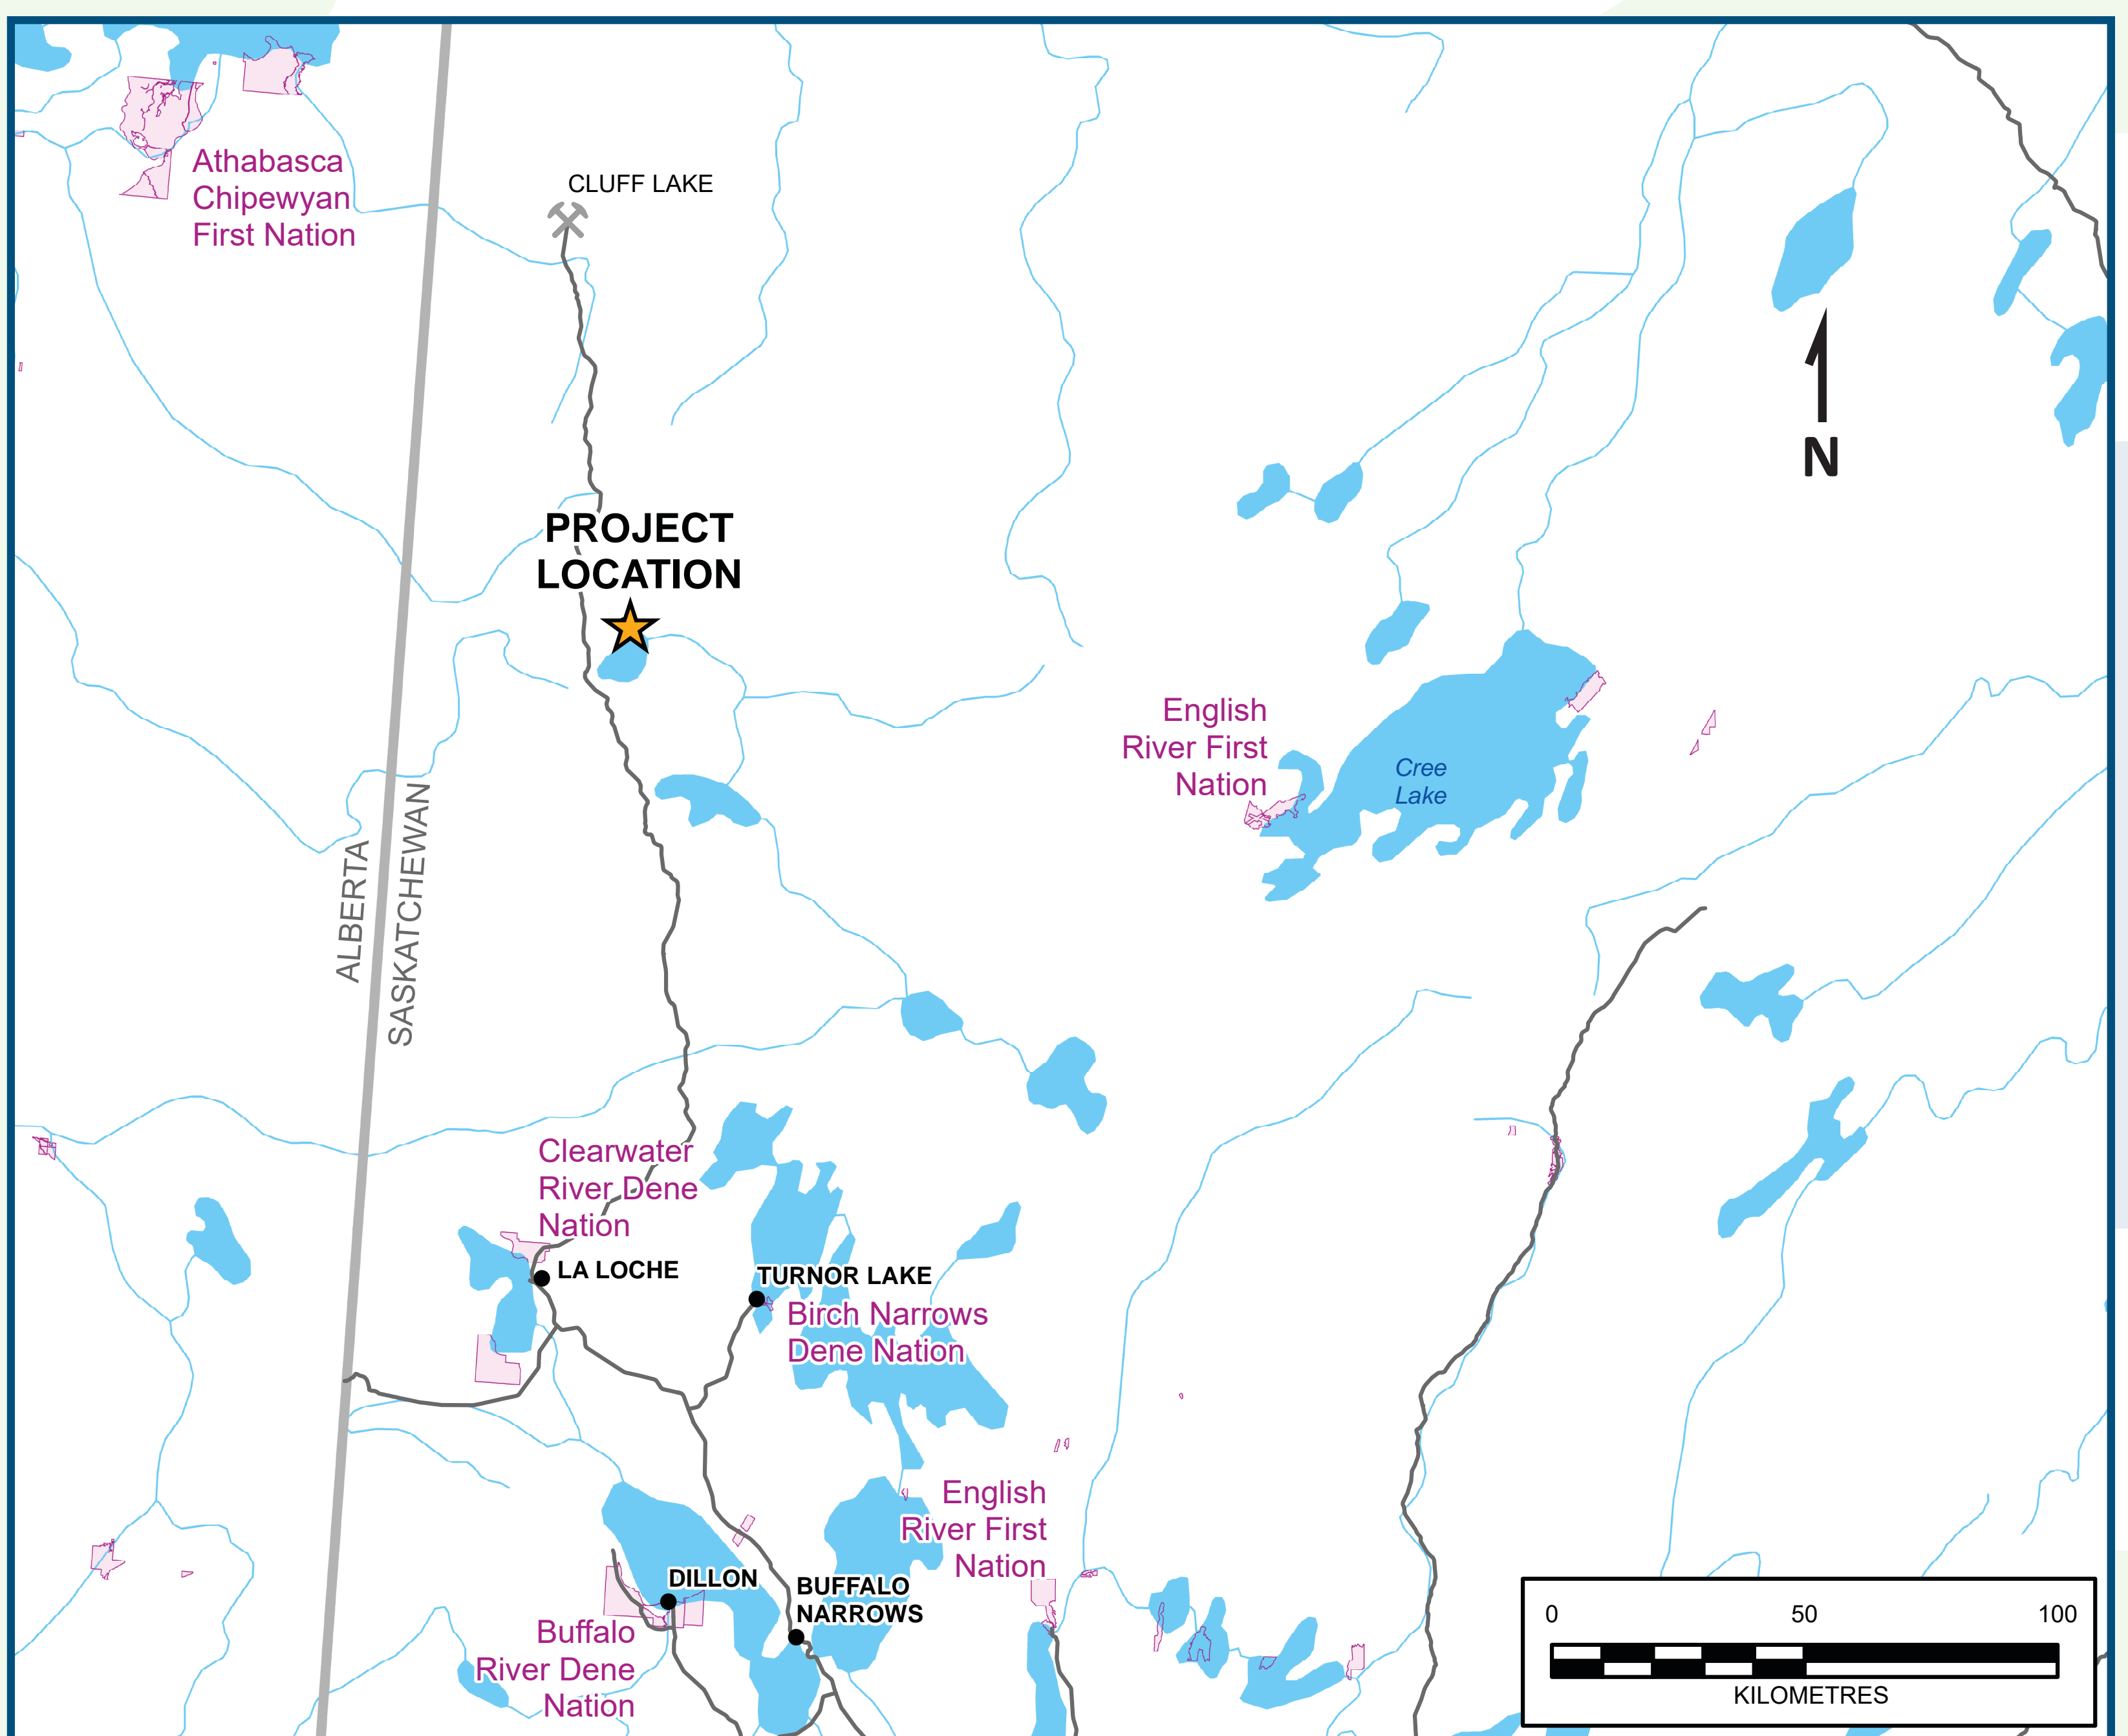 Athabasca
Chipewyan
First Nation
CLUFF LAKE
N
PROJECT
LOCATION
English
River First
Nation
Cree
Lake
ALBERTA
SASKATCHEWAN
Clearwater
River Dene
Nation
LA LOCHE
TURNOR LAKE
Birch Narrows
Dene Nation
English
River First
Nation
DILLON
BUFFALO
NARROWS
Buffalo
River Dene
Nation
0 50 100
KILOMETRES